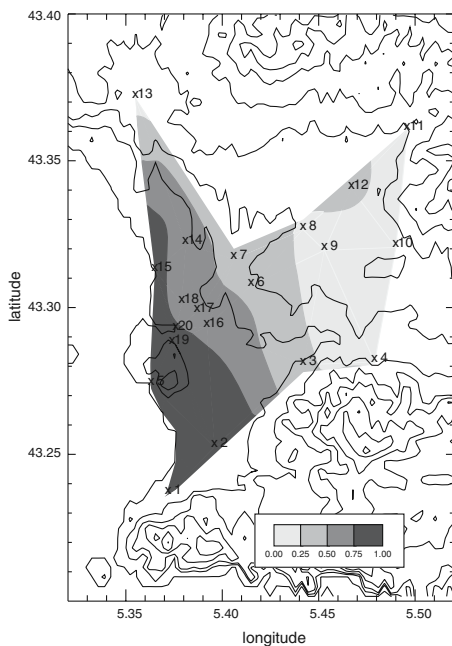 43.40
x13
43.35
x11
x12
x14
x8
x7
x9
x10
x15
x6
x18
x17
43.30
x20
x16
x19
x3
x4
x5
43.25
x2
x1
0.00 0.25 0.50 0.75 1.00
5.35 5.40 5.45 5.50
longitude
latitude